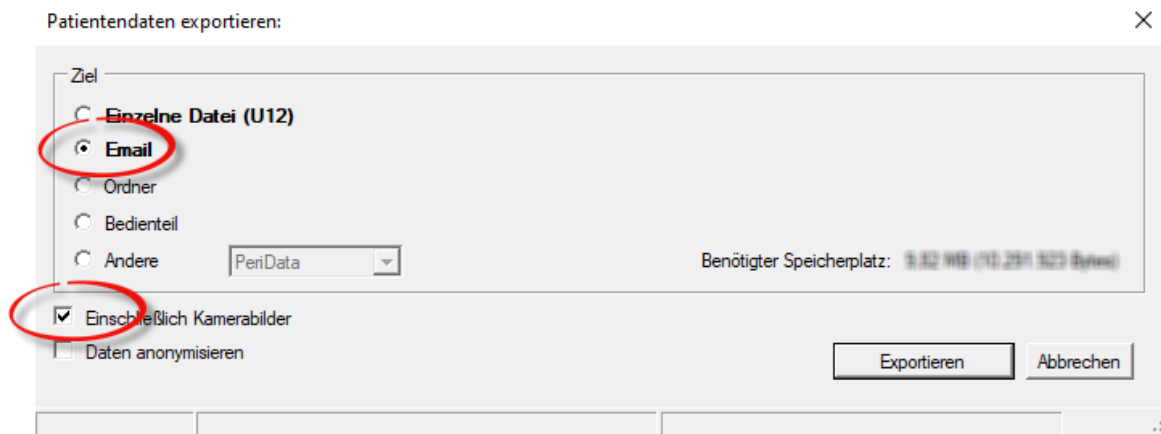 Patientendaten exportieren:
Ziel
Einzelne Datei (U12)
Email
Ordner
Bedienteil
Andere
PeriData
Benötigter Speicherplatz:
Einschließlich Kamerabilder
Daten anonymisieren
Exportieren
Abbrechen